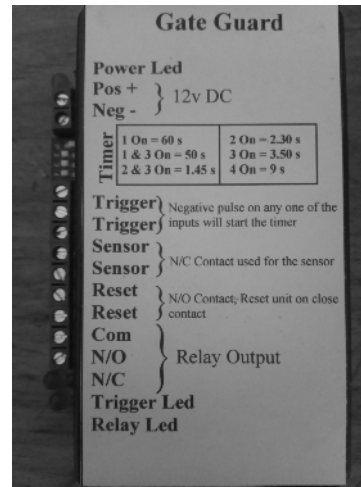 Gate Guard
Power Led
Pos +
Neg -
12v DC
Timer
1 On = 60 s
2 On = 2.30 s
1 & 3 On = 50 s
3 On = 3.50 s
2 & 3 On = 1.45 s
4 On = 9 s
Trigger
Trigger
Negative pulse on any one of the
inputs will start the timer
Sensor
Sensor
N/C Contact used for the sensor
Reset
Reset
N/O Contact, Reset unit on close
contact
Com
N/O
N/C
Relay Output
Trigger Led
Relay Led